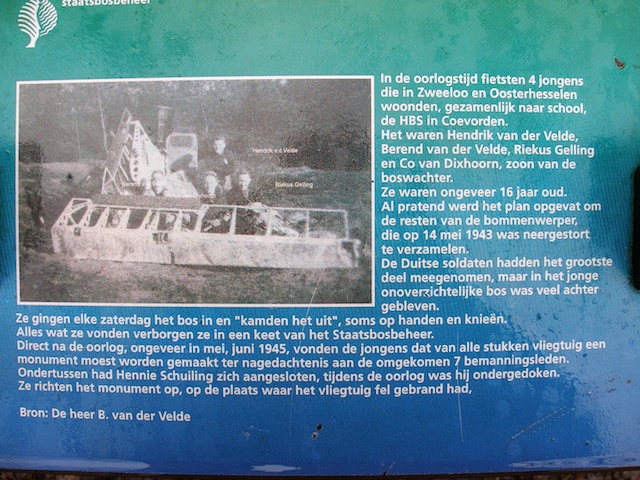 staatsbosbeheer
In de oorlogstijd fietsten 4 jongens
die in Zweeloo en Oosterhesselen
woonden, gezamenlijk naar school,
de HBS in Coevorden.
Het waren Hendrik van der Velde,
Berend van der Velde, Riekus Gelling
en Co van Dixhoorn, zoon van de
boswachter.
Ze waren ongeveer 16 jaar oud.
Al pratend werd het plan opgevat om
de resten van de bommenwerper,
die op 14 mei 1943 was neergestort
te verzamelen.
De Duitse soldaten hadden het grootste
deel meegenomen, maar in het jonge
onoverzichtelijke bos was veel achter
gebleven.
Hendrik v.d. Velde
Berend v.d.
Riekus Gelling
Ze gingen elke zaterdag het bos in en "kamden het uit", soms op handen en knieën.
Alles wat ze vonden verborgen ze in een keet van het Staatsbosbeheer.
Direct na de oorlog, ongeveer in mei, juni 1945, vonden de jongens dat van alle stukken vliegtuig een
monument moest worden gemaakt ter nagedachtenis aan de omgekomen 7 bemanningsleden.
Ondertussen had Hennie Schuiling zich aangesloten, tijdens de oorlog was hij ondergedoken.
Ze richten het monument op, op de plaats waar het vliegtuig fel gebrand had,
Bron: De heer B. van der Velde